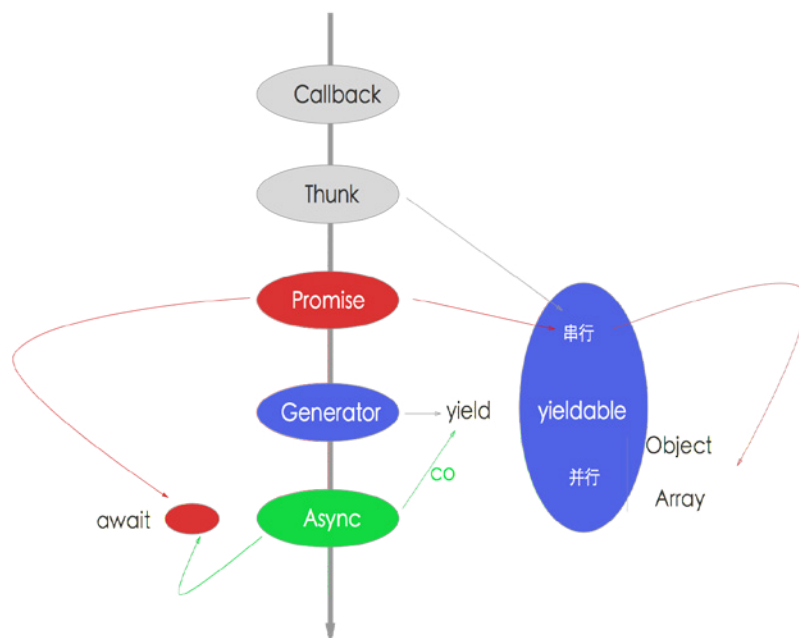 Callback
Thunk
Promise
串行
Generator
yield
yieldable
Object
co
并行
Array
await
Async